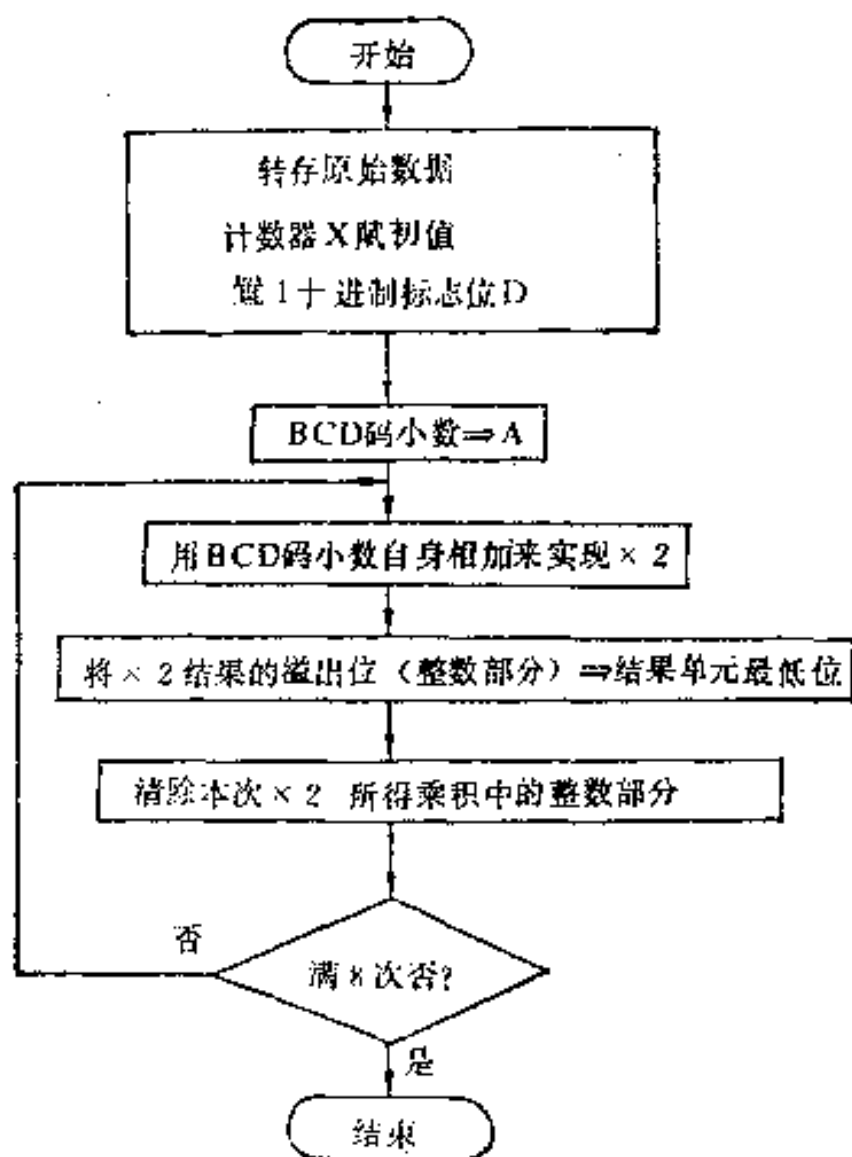 开始
转存原始数据
计数器X赋初值
置1十进制标志位D
BCD码小数⇒A
用BCD码小数自身相加来实现×2
将×2结果的溢出位（整数部分）⇒结果单元最低位
清除本次×2 所得乘积中的整数部分
否
满8次否?
是
结束